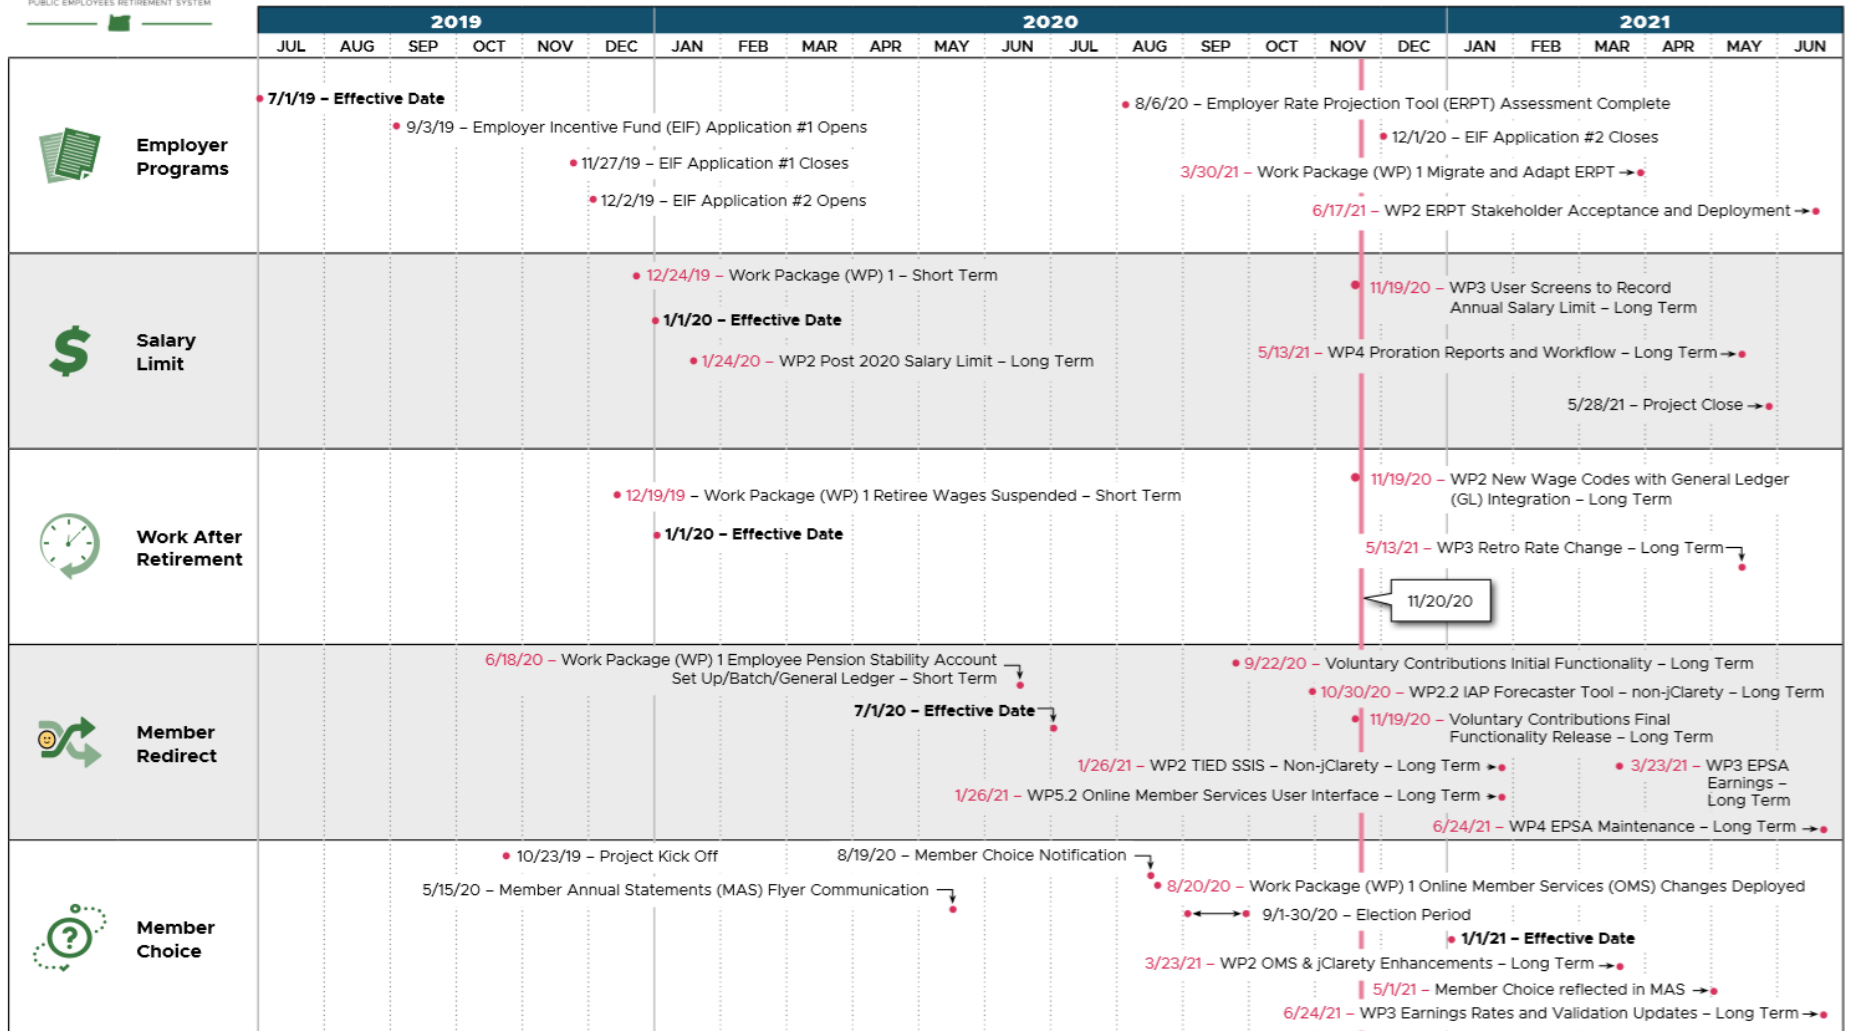 PUBLIC EMPLOYEES RETIREMENT SYSTEM
2019 2020 2021
JUL AUG SEP OCT NOV DEC JAN FEB MAR APR MAY JUN JUL AUG SEP OCT NOV DEC JAN FEB MAR APR MAY JUN
Employer
Programs
7/1/19 – Effective Date
9/3/19 – Employer Incentive Fund (EIF) Application #1 Opens
11/27/19 – EIF Application #1 Closes
12/2/19 – EIF Application #2 Opens
8/6/20 – Employer Rate Projection Tool (ERPT) Assessment Complete
12/1/20 – EIF Application #2 Closes
3/30/21 – Work Package (WP) 1 Migrate and Adapt ERPT
6/17/21 – WP2 ERPT Stakeholder Acceptance and Deployment
Salary
Limit
12/24/19 – Work Package (WP) 1 – Short Term
1/1/20 – Effective Date
1/24/20 – WP2 Post 2020 Salary Limit – Long Term
11/19/20 – WP3 User Screens to Record
Annual Salary Limit – Long Term
5/13/21 – WP4 Proration Reports and Workflow – Long Term
5/28/21 – Project Close
Work After
Retirement
12/19/19 – Work Package (WP) 1 Retiree Wages Suspended – Short Term
1/1/20 – Effective Date
11/19/20 – WP2 New Wage Codes with General Ledger
(GL) Integration – Long Term
5/13/21 – WP3 Retro Rate Change – Long Term
11/20/20
Member
Redirect
6/18/20 – Work Package (WP) 1 Employee Pension Stability Account
Set Up/Batch/General Ledger – Short Term
7/1/20 – Effective Date
9/22/20 – Voluntary Contributions Initial Functionality – Long Term
10/30/20 – WP2.2 IAP Forecaster Tool – non-jClarety – Long Term
11/19/20 – Voluntary Contributions Final
Functionality Release – Long Term
1/26/21 – WP2 TIED SSIS – Non-jClarety – Long Term
3/23/21 – WP3 EPSA
Earnings –
Long Term
1/26/21 – WP5.2 Online Member Services User Interface – Long Term
6/24/21 – WP4 EPSA Maintenance – Long Term
Member
Choice
10/23/19 – Project Kick Off
8/19/20 – Member Choice Notification
5/15/20 – Member Annual Statements (MAS) Flyer Communication
8/20/20 – Work Package (WP) 1 Online Member Services (OMS) Changes Deployed
9/1-30/20 – Election Period
1/1/21 – Effective Date
3/23/21 – WP2 OMS & jClarety Enhancements – Long Term
5/1/21 – Member Choice reflected in MAS
6/24/21 – WP3 Earnings Rates and Validation Updates – Long Term